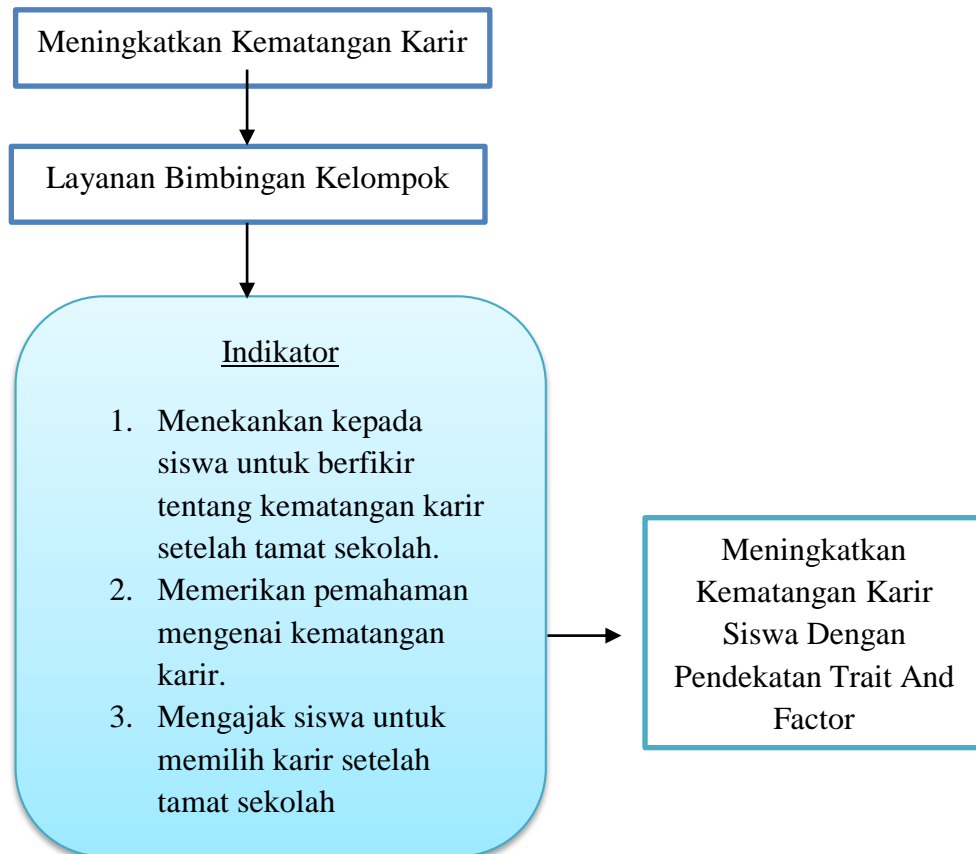 Meningkatkan Kematangan Karir
Layanan Bimbingan Kelompok
Indikator
1. Menekankan kepada
siswa untuk berfikir
tentang kematangan karir
setelah tamat sekolah.
2. Memerikan pemahaman
mengenai kematangan
karir.
3. Mengajak siswa untuk
memilih karir setelah
tamat sekolah
Meningkatkan
Kematangan Karir
Siswa Dengan
Pendekatan Trait And
Factor